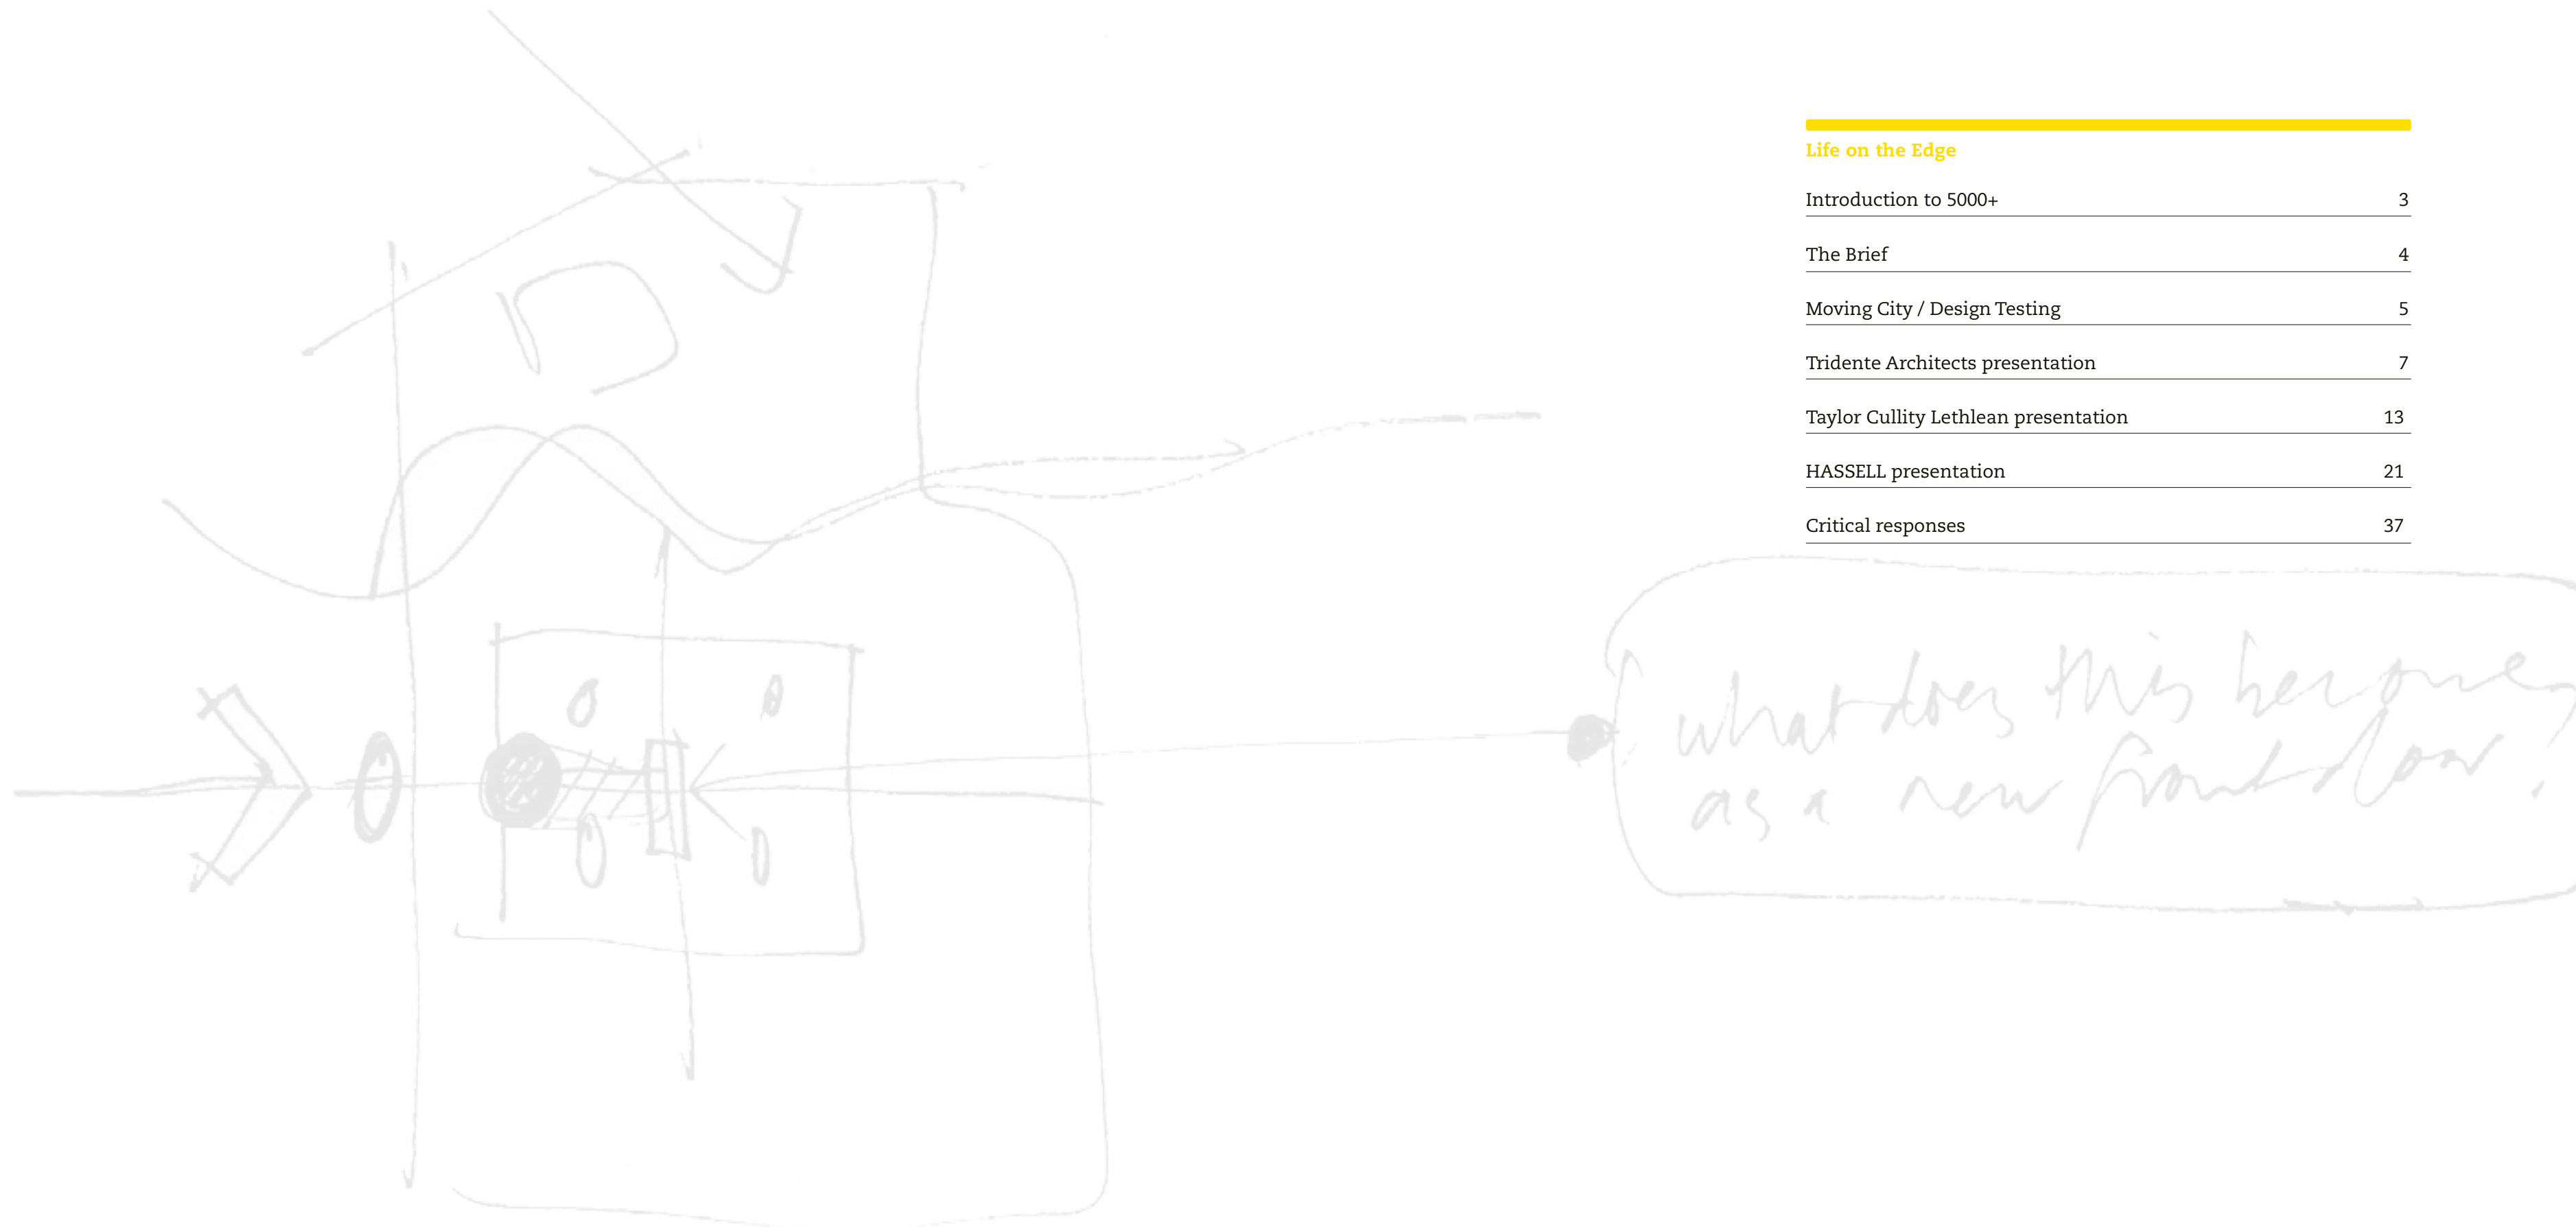 Life on the Edge
Introduction to 5000+ 3
The Brief 4
Moving City / Design Testing 5
Tridente Architects presentation 7
Taylor Cullity Lethlean presentation 13
HASSELL presentation 21
Critical responses 37
what does this become
as a new front door?